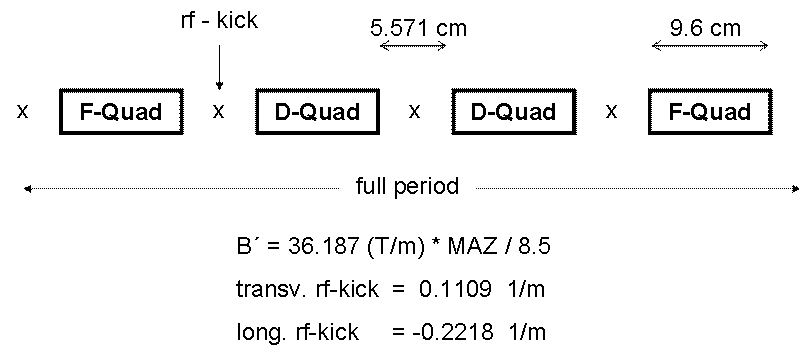 rf - kick
5.571 cm
9.6 cm
x F-Quad x D-Quad x D-Quad x F-Quad
full period
B´ = 36.187 (T/m) * MAZ / 8.5
transv. rf-kick = 0.1109 1/m
long. rf-kick = -0.2218 1/m